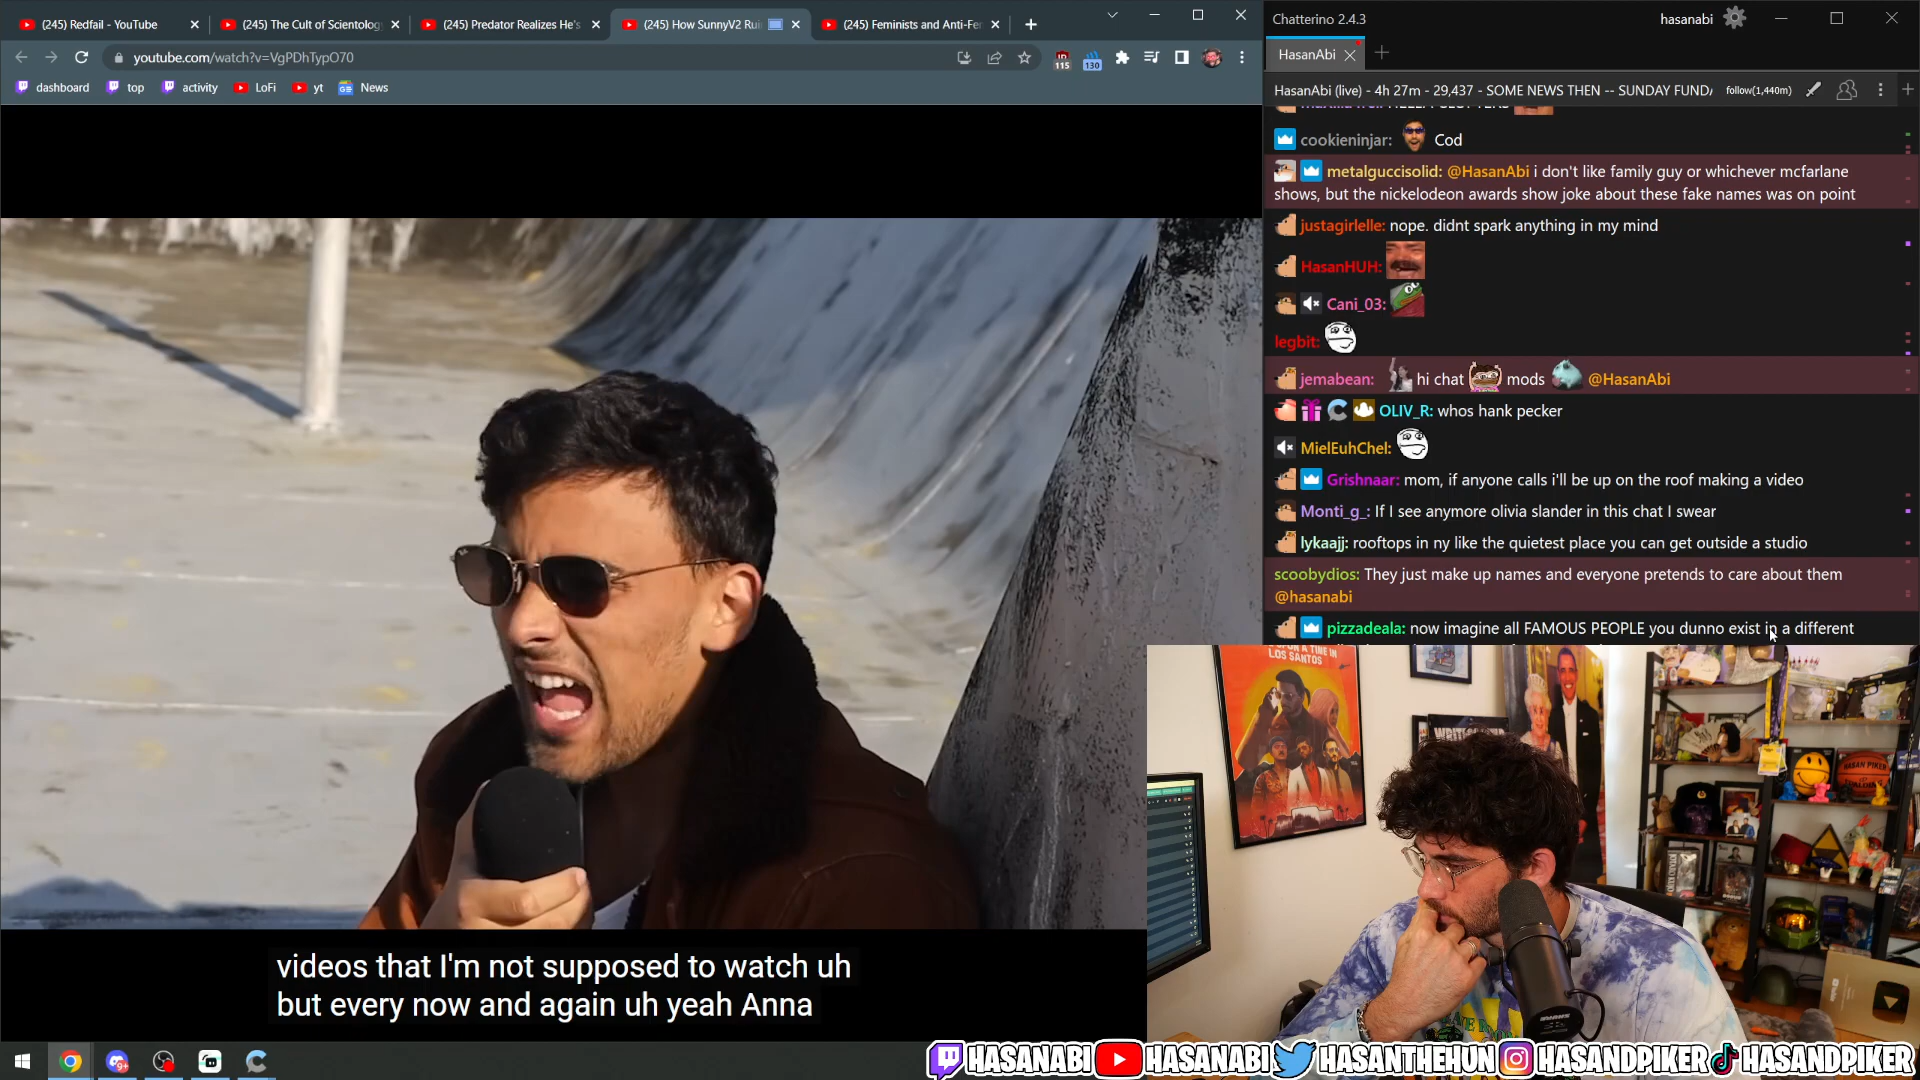 (245) Redfail - YouTube
(245) The Cult of Scientolog
(245) Predator Realizes He's
(245) How SunnyV2 Rui
(245) Feminists and Anti-Fe
youtube.com/watch?v=VgPDhTypO70
115
130
dashboard
top
activity
LoFi
yt
News
Chatterino 2.4.3
hasanabi
HasanAbi
HasanAbi (live) - 4h 27m - 29,437 - SOME NEWS THEN -- SUNDAY FUND
follow(1,440m)
cookieninjar: Cod
metalguccisolid: @HasanAbi i don't like family guy or whichever mcfarlane
shows, but the nickelodeon awards show joke about these fake names was on point
justagirlelle: nope. didnt spark anything in my mind
HasanHUH:
Cani_03:
legbit:
jemabean: hi chat mods @HasanAbi
OLIV_R: whos hank pecker
MielEuhChel:
Grishnaar: mom, if anyone calls i'll be up on the roof making a video
Monti_g_: If I see anymore olivia slander in this chat I swear
lykaajj: rooftops in ny like the quietest place you can get outside a studio
scoobydios: They just make up names and everyone pretends to care about them
@hasanabi
pizzadeala: now imagine all FAMOUS PEOPLE you dunno exist in a different
LOS SANTOS
HASAN PIKER
videos that I'm not supposed to watch uh
but every now and again uh yeah Anna
HASANABI
HASANABI
HASANTHEHUN
HASANDPIKER
HASANDPIKER